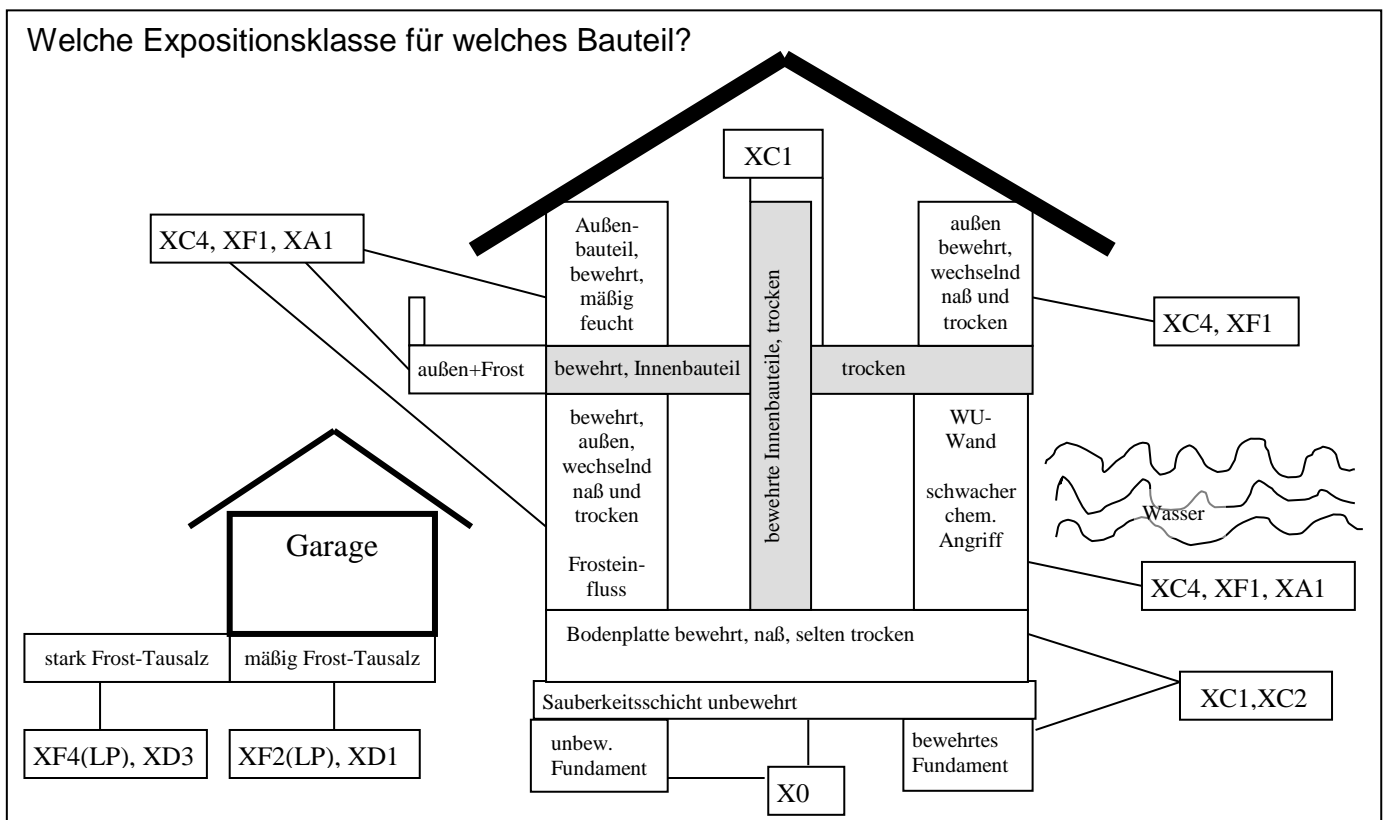 Welche Expositionsklasse für welches Bauteil?
XC1
XC4, XF1, XA1
Außen-
bauteil,
bewehrt,
mäßig
feucht
außen
bewehrt,
wechselnd
naß und
trocken
XC4, XF1
außen+Frost
bewehrt, Innenbauteil
trocken
bewehrte Innenbauteile, trocken
bewehrt,
außen,
wechselnd
naß und
trocken
Frostein-
fluss
WU-
Wand
schwacher
chem.
Angriff
Wasser
XC4, XF1, XA1
Garage
stark Frost-Tausalz
mäßig Frost-Tausalz
XF4(LP), XD3
XF2(LP), XD1
Bodenplatte bewehrt, naß, selten trocken
Sauberkeitsschicht unbewehrt
XC1,XC2
unbew.
Fundament
bewehrtes
Fundament
X0